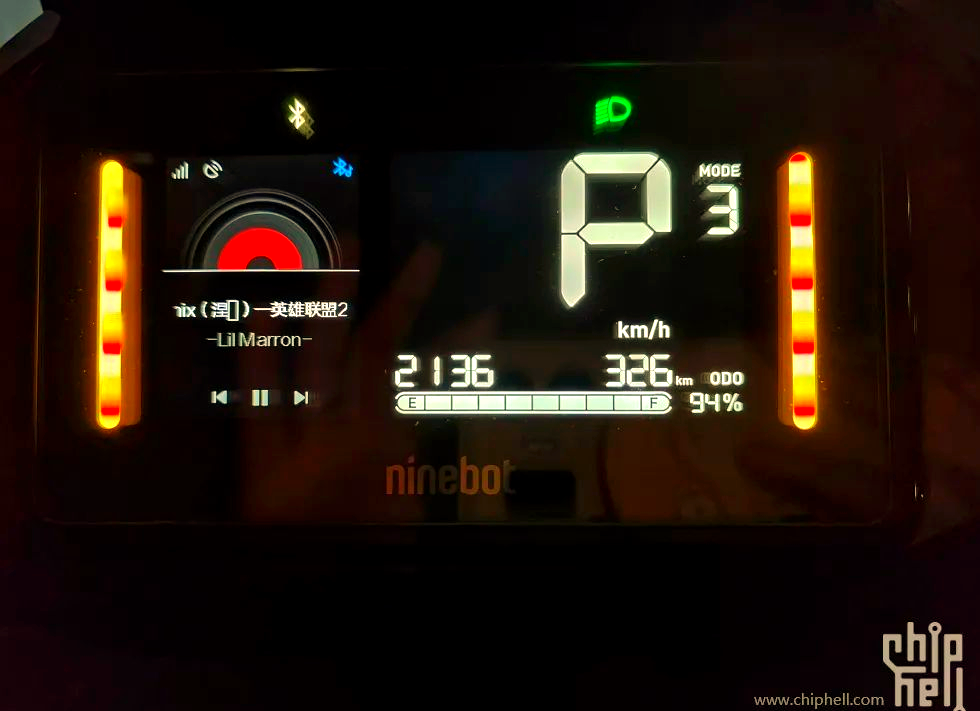 P
MODE
3
nix (涅▯) —英雄联盟2
-Lil Marron-
km/h
2136 326 km ODO
E F 94%
ninebot
chip hell
www.chiphell.com